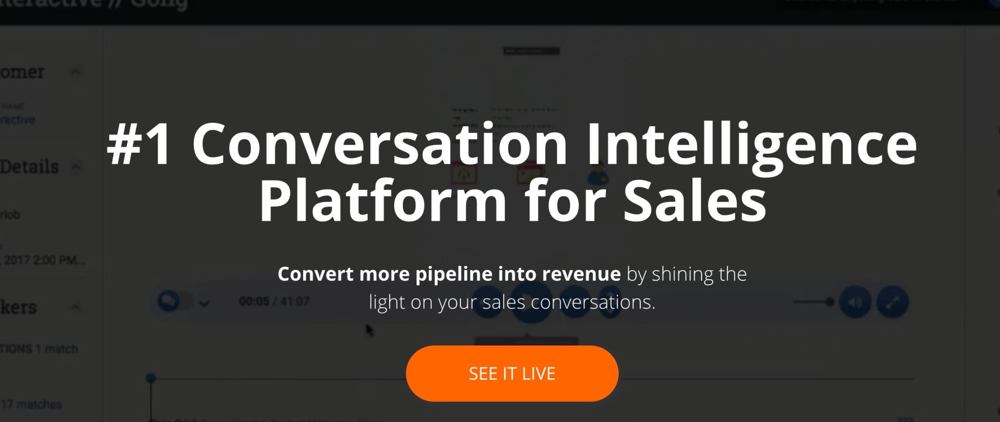 // Gong
omer
NAME
ractive
#1 Conversation Intelligence
Details
Platform for Sales
rlob
, 2017 2:00 PM...
Convert more pipeline into revenue by shining the
light on your sales conversations.
00:05 / 41:07
kers
TIONS 1 match
SEE IT LIVE
17 matches
53%